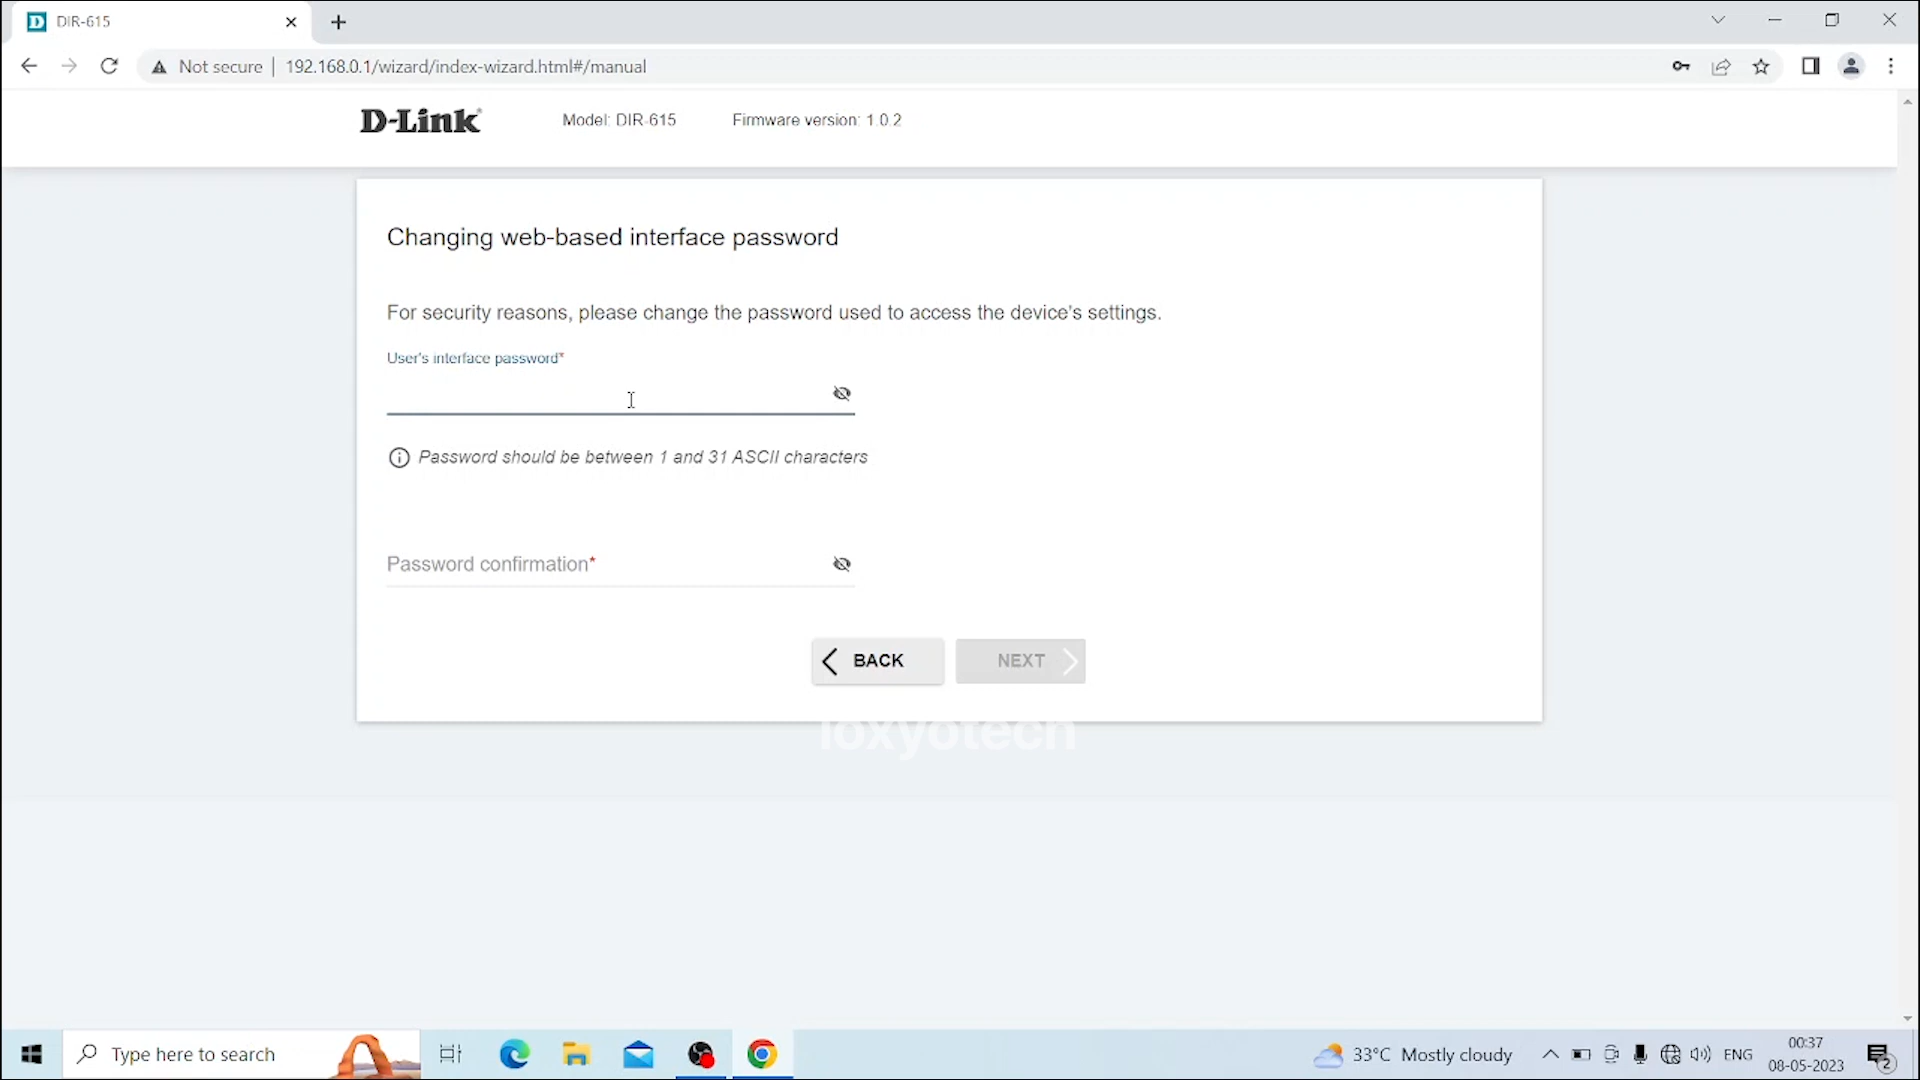 DIR-615
Not secure
192.168.0.1/wizard/index-wizard.html#/manual
D-Link
Model: DIR-615
Firmware version: 1.0.2
Changing web-based interface password
For security reasons, please change the password used to access the device's settings.
User's interface password*
Password should be between 1 and 31 ASCII characters
Password confirmation*
BACK
NEXT
loxyotech
Type here to search
33°C Mostly cloudy
ENG
00:37
08-05-2023
2